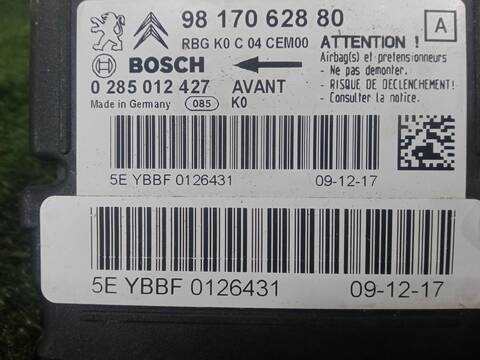 98 170 628 80
A
RBG K0 C 04 CEM00
ATTENTION !
BOSCH
Airbag(s) et pretensionneurs
- Ne pas demonter.
0 285 012 427 AVANT
- RISQUE DE DECLENCHEMENT!
Made in Germany 085 K0
- Consulter la notice.
5E YBBF 0126431 09-12-17
5E YBBF 0126431 09-12-17